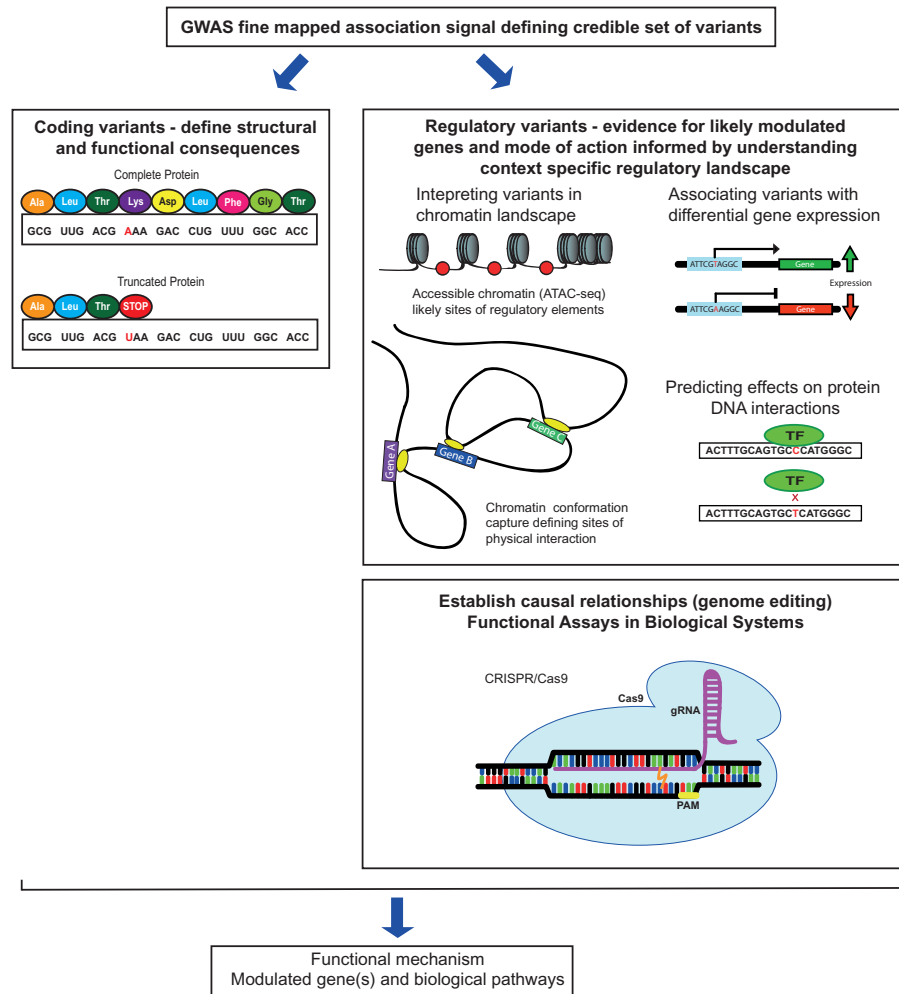 GWAS fine mapped association signal defining credible set of variants
Coding variants - define structural
and functional consequences
Complete Protein
Ala Leu Thr Lys Asp Leu Phe Gly Thr
GCG UUG ACG AAA GAC CUG UUU GGC ACC
Truncated Protein
Ala Leu Thr STOP
GCG UUG ACG UAA GAC CUG UUU GGC ACC
Regulatory variants - evidence for likely modulated
genes and mode of action informed by understanding
context specific regulatory landscape
Intepreting variants in
chromatin landscape
Accessible chromatin (ATAC-seq)
likely sites of regulatory elements
Gene A
Gene B
Gene C
Chromatin conformation
capture defining sites of
physical interaction
Associating variants with
differential gene expression
ATTCGTAGGC Gene
Expression
ATTCGAAGGC Gene
Predicting effects on protein
DNA interactions
TF
ACTTTGCAGTGCCCATGGGC
TF
X
ACTTTGCAGTGCTCATGGGC
Establish causal relationships (genome editing)
Functional Assays in Biological Systems
CRISPR/Cas9
Cas9
gRNA
PAM
Functional mechanism
Modulated gene(s) and biological pathways